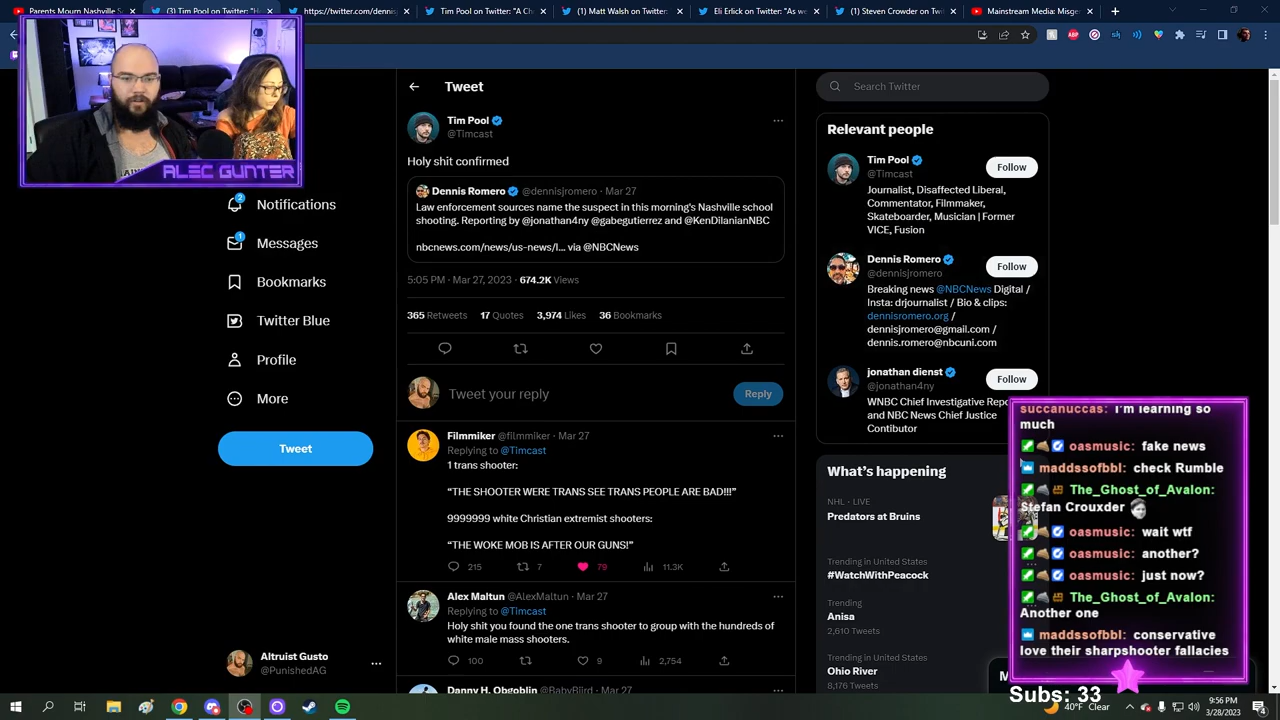 Parents Mourn Nashville S
(3) Tim Pool on Twitter: "H
https://twitter.com/dennis
Tim Pool on Twitter: "A Ch
(1) Matt Walsh on Twitter:
Eli Erlick on Twitter: "As we
(1) Steven Crowder on Twi
Mainstream Media: Misge
ALEC GUNTER
Notifications
2
Messages
1
Bookmarks
Twitter Blue
Profile
More
Tweet
Altruist Gusto
@PunishedAG
Tweet
Tim Pool
@Timcast
Holy shit confirmed
Dennis Romero @dennisjromero · Mar 27
Law enforcement sources name the suspect in this morning's Nashville school
shooting. Reporting by @jonathan4ny @gabegutierrez and @KenDilanianNBC
nbcnews.com/news/us-news/l... via @NBCNews
5:05 PM · Mar 27, 2023 · 674.2K Views
365 Retweets 17 Quotes 3,974 Likes 36 Bookmarks
Tweet your reply
Reply
Filmmiker @filmmiker · Mar 27
Replying to @Timcast
1 trans shooter:
“THE SHOOTER WERE TRANS SEE TRANS PEOPLE ARE BAD!!!”
9999999 white Christian extremist shooters:
“THE WOKE MOB IS AFTER OUR GUNS!”
215 7 79 11.3K
Alex Maltun @AlexMaltun · Mar 27
Replying to @Timcast
Holy shit you found the one trans shooter to group with the hundreds of
white male mass shooters.
100 9 2,754
Danny H. Obgoblin @BabyBiird · Mar 27
Search Twitter
Relevant people
Tim Pool
@Timcast
Follow
Journalist, Disaffected Liberal,
Commentator, Filmmaker,
Skateboarder, Musician | Former
VICE, Fusion
Dennis Romero
@dennisjromero
Follow
Breaking news @NBCNews Digital /
Insta: drjournalist / Bio & clips:
dennisromero.org /
dennisjromero@gmail.com /
dennis.romero@nbcuni.com
jonathan dienst
@jonathan4ny
Follow
WNBC Chief Investigative Repo
and NBC News Chief Justice
Contibutor
What's happening
NHL · LIVE
Predators at Bruins
Trending in United States
#WatchWithPeacock
Trending
Anisa
2,610 Tweets
Trending in United States
Ohio River
8,176 Tweets
succanuccas: I'm learning so
much
oasmusic: fake news
maddssofbbl: check Rumble
The_Ghost_of_Avalon:
Stefan Crouxder
oasmusic: wait wtf
oasmusic: another?
oasmusic: just now?
The_Ghost_of_Avalon:
Another one
maddssofbbl: conservative
love their sharpshooter fallacies
Subs: 33
40°F Clear
9:56 PM
3/28/2023